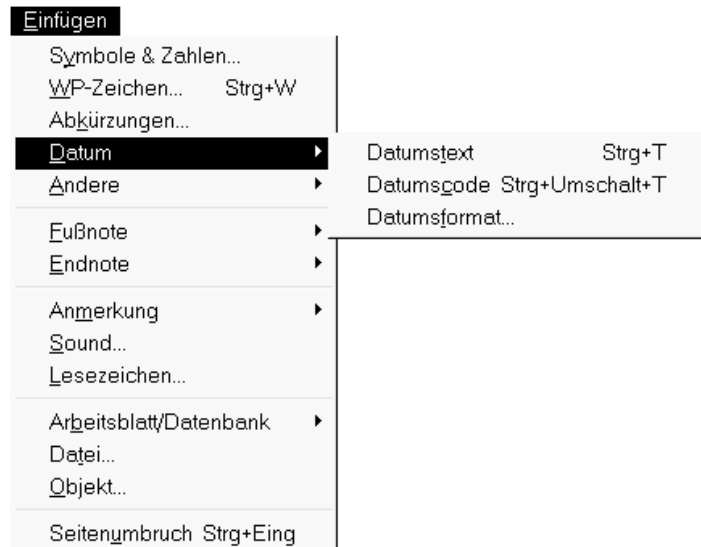 Einfügen
Symbole & Zahlen...
WP-Zeichen... Strg+W
Abkürzungen...
Datum
Andere
Fußnote
Endnote
Anmerkung
Sound...
Lesezeichen...
Arbeitsblatt/Datenbank
Datei...
Objekt...
Seitenumbruch Strg+Eing
Datumstext Strg+T
Datumscode Strg+Umschalt+T
Datumsformat...